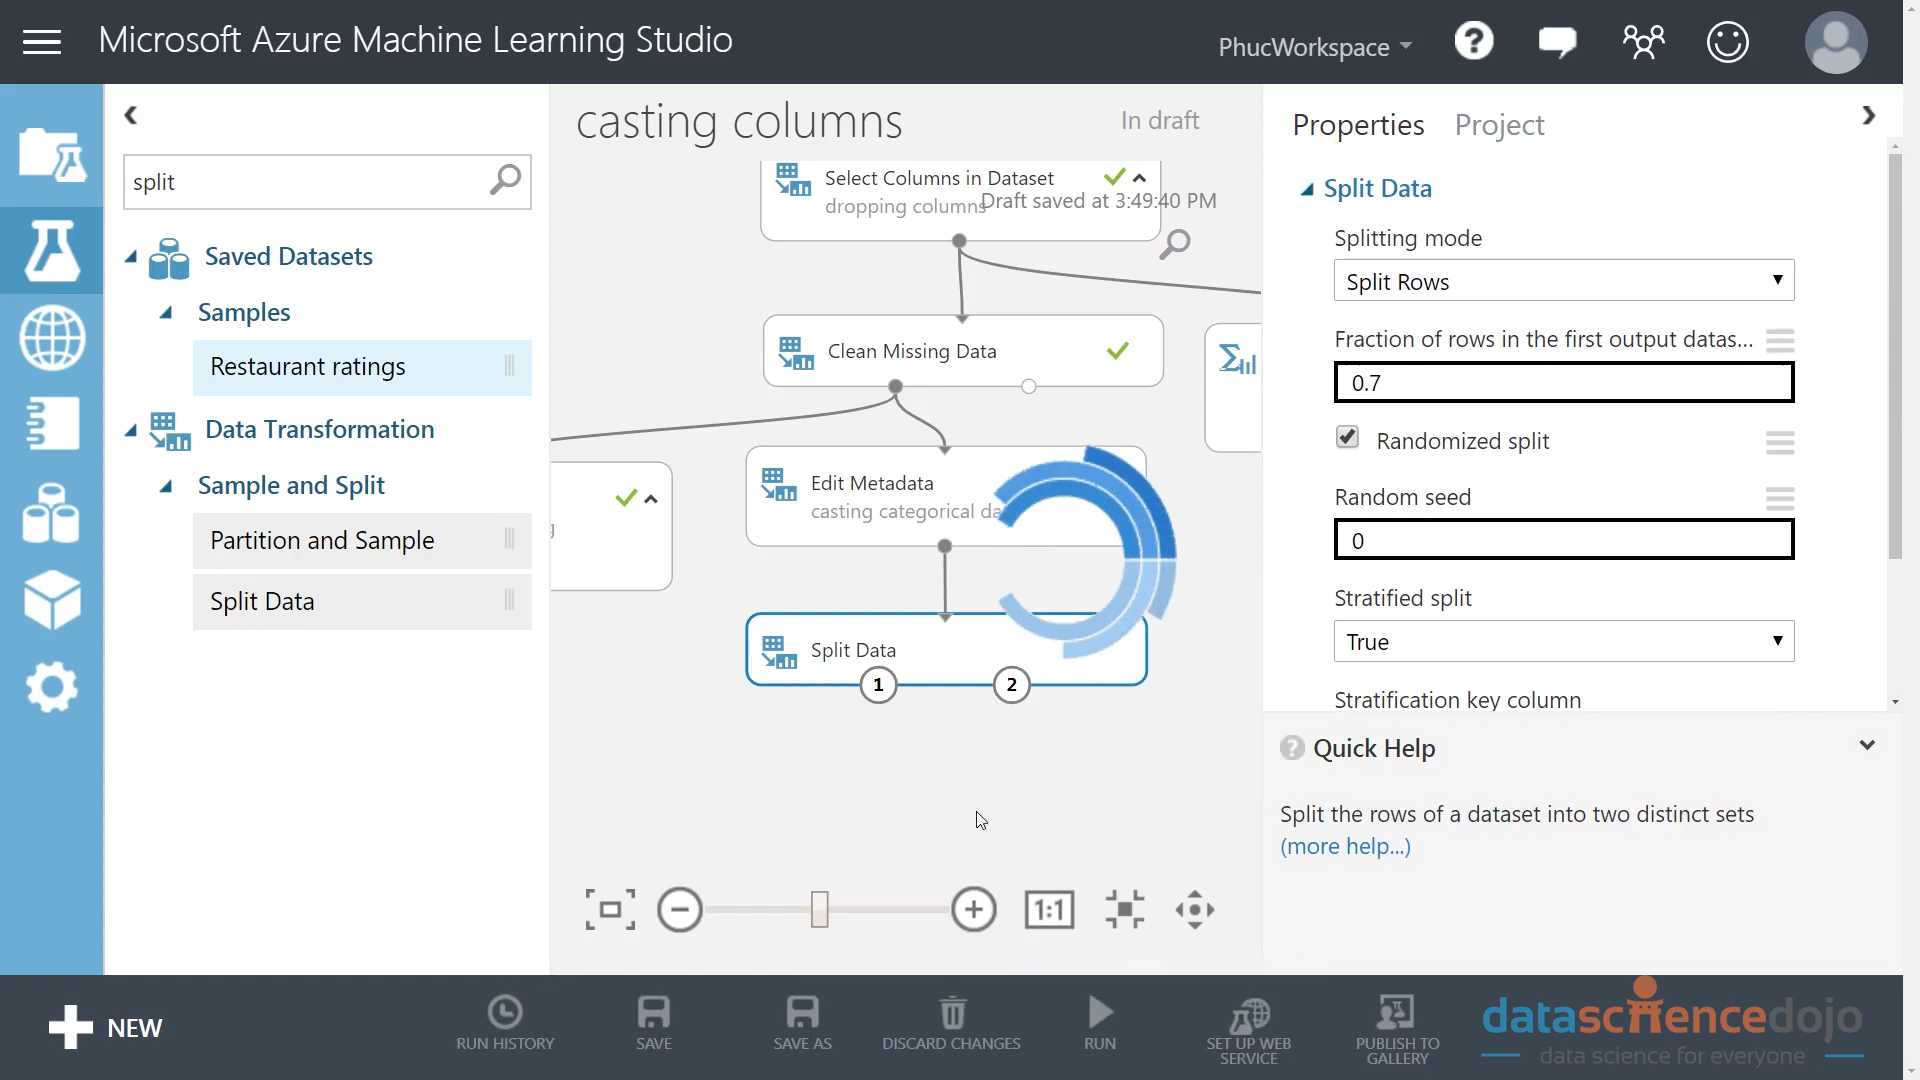 Microsoft Azure Machine Learning Studio
PhucWorkspace
split
Saved Datasets
Samples
Restaurant ratings
Data Transformation
Sample and Split
Partition and Sample
Split Data
casting columns
In draft
Select Columns in Dataset
dropping columns
Draft saved at 3:49:40 PM
Clean Missing Data
Edit Metadata
casting categorical da
Split Data
1
2
1:1
Properties
Project
Split Data
Splitting mode
Split Rows
Fraction of rows in the first output datas...
0.7
Randomized split
Random seed
0
Stratified split
True
Stratification key column
Quick Help
Split the rows of a dataset into two distinct sets
(more help...)
NEW
RUN HISTORY
SAVE
SAVE AS
DISCARD CHANGES
RUN
SET UP WEB
SERVICE
PUBLISH TO
GALLERY
datasciencedojo
data science for everyone